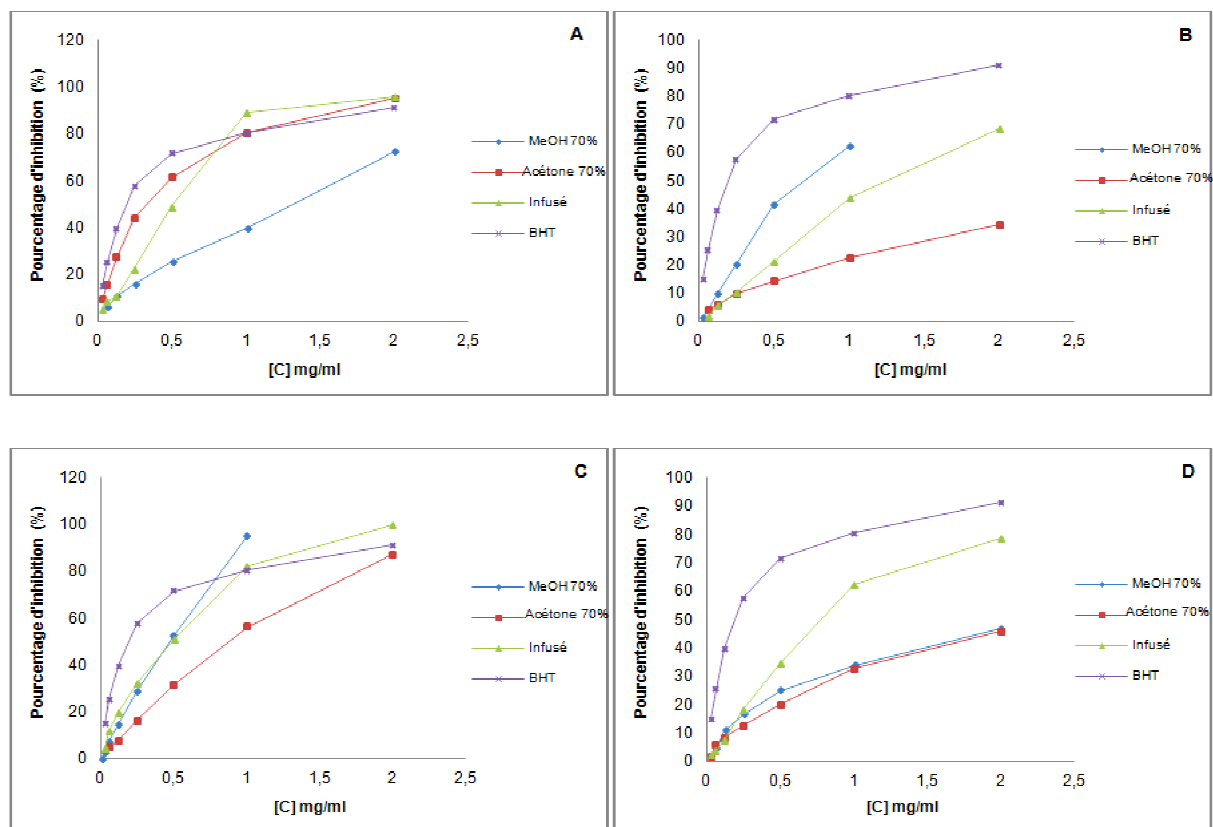 A
Pourcentage d'inhibition (%)
120
100
80
60
40
20
0
0 0,5 1 1,5 2 2,5
[C] mg/ml
MeOH 70%
Acétone 70%
Infusé
BHT
B
Pourcentage d'inhibition (%)
100
90
80
70
60
50
40
30
20
10
0
0 0,5 1 1,5 2 2,5
[C] mg/ml
MeOH 70%
Acétone 70%
Infusé
BHT
C
Pourcentage d'inhibition (%)
120
100
80
60
40
20
0
0 0,5 1 1,5 2 2,5
[C] mg/ml
MeOH 70%
Acétone 70%
Infusé
BHT
D
Pourcentage d'inhibition (%)
100
90
80
70
60
50
40
30
20
10
0
0 0,5 1 1,5 2 2,5
[C] mg/ml
MeOH 70%
Acétone 70%
Infusé
BHT